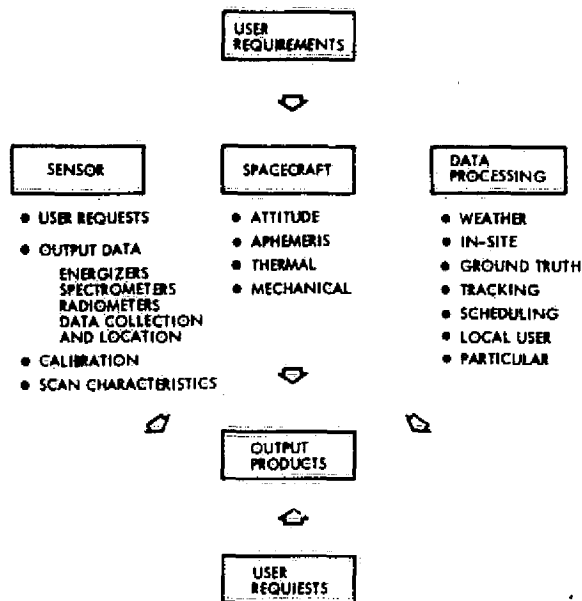 USER
REQUIREMENTS
SENSOR
● USER REQUESTS
● OUTPUT DATA
ENERGIZERS
SPECTROMETERS
RADIOMETERS
DATA COLLECTION
AND LOCATION
● CALIBRATION
● SCAN CHARACTERISTICS
SPACECRAFT
● ATTITUDE
● APHEMERIS
● THERMAL
● MECHANICAL
DATA
PROCESSING
● WEATHER
● IN-SITE
● GROUND TRUTH
● TRACKING
● SCHEDULING
● LOCAL USER
● PARTICULAR
OUTPUT
PRODUCTS
USER
REQUIESTS